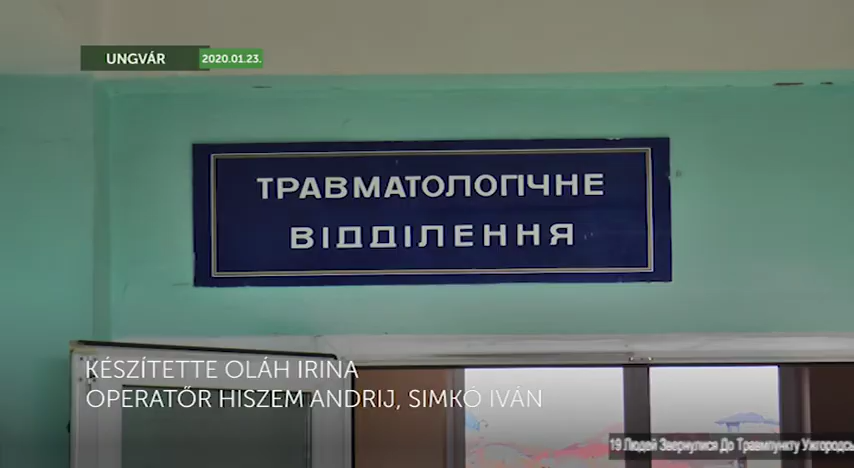 UNGVÁR
2020.01.23.
ТРАВМАТОЛОГІЧНЕ
ВІДДІЛЕННЯ
KÉSZÍTETTE OLÁH IRINA
OPERATŐR HISZEM ANDRIJ, SIMKÓ IVÁN
19 Людей Звернулися До Травмпункту Ужгородсь